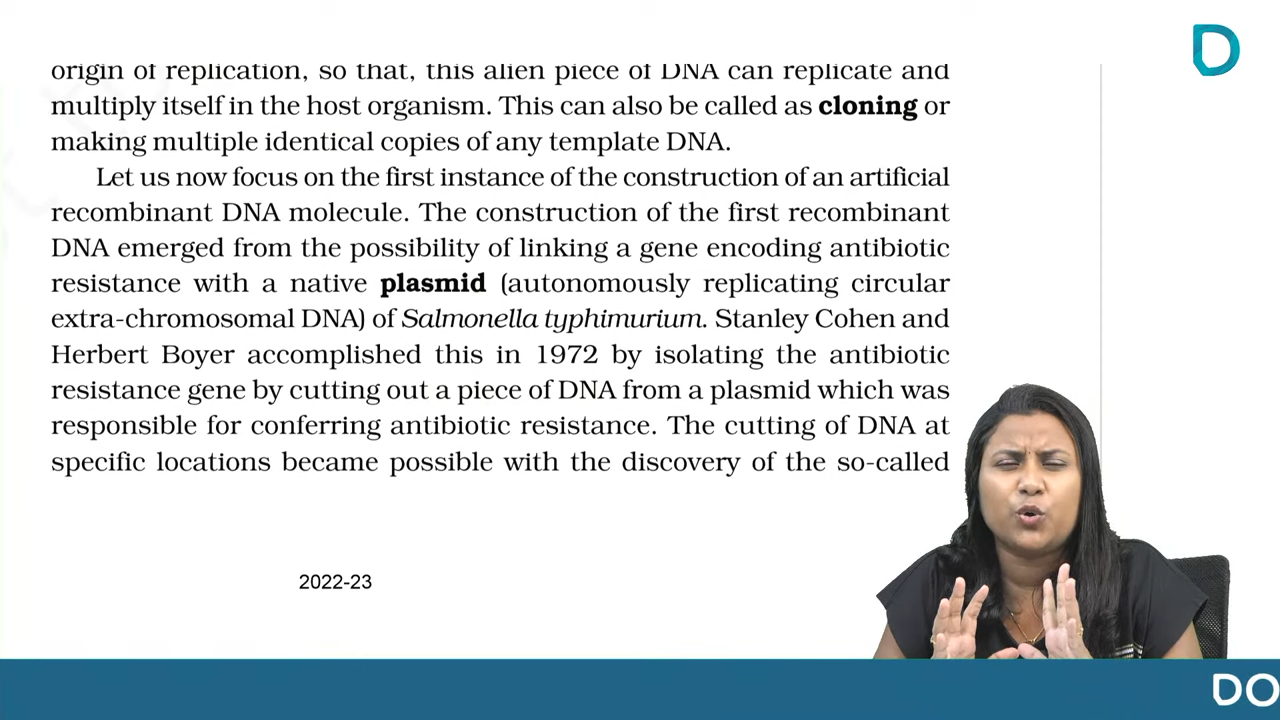 origin of replication, so that, this alien piece of DNA can replicate and
multiply itself in the host organism. This can also be called as cloning or
making multiple identical copies of any template DNA.
Let us now focus on the first instance of the construction of an artificial
recombinant DNA molecule. The construction of the first recombinant
DNA emerged from the possibility of linking a gene encoding antibiotic
resistance with a native plasmid (autonomously replicating circular
extra-chromosomal DNA) of Salmonella typhimurium. Stanley Cohen and
Herbert Boyer accomplished this in 1972 by isolating the antibiotic
resistance gene by cutting out a piece of DNA from a plasmid which was
responsible for conferring antibiotic resistance. The cutting of DNA at
specific locations became possible with the discovery of the so-called
2022-23
DO